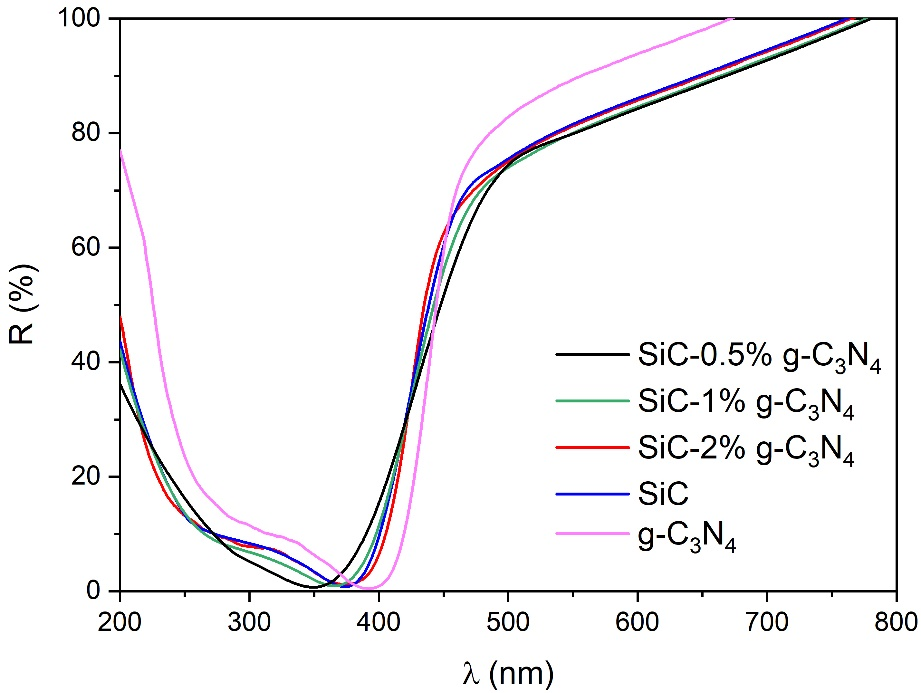 100
80
60
40
20
0
R (%)
200 300 400 500 600 700 800
λ (nm)
SiC-0.5% g-C₃N₄
SiC-1% g-C₃N₄
SiC-2% g-C₃N₄
SiC
g-C₃N₄